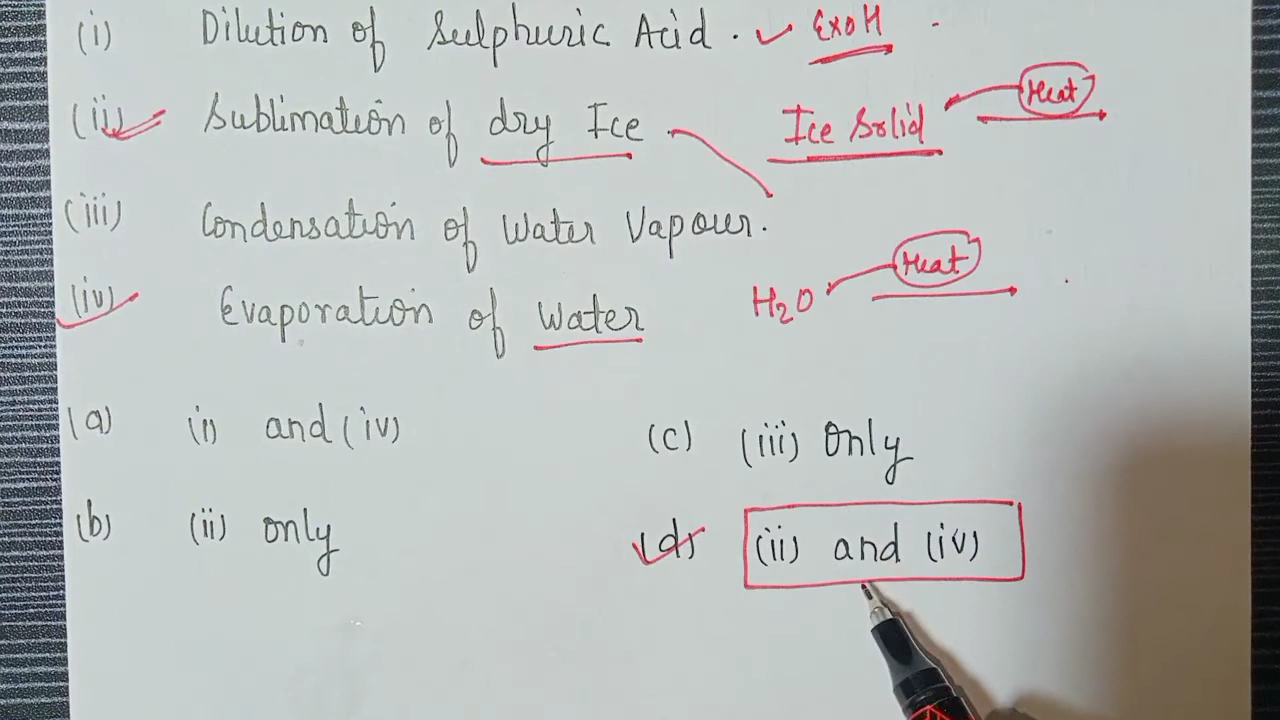 (i) Dilution of Sulphuric Acid. ExoH
(ii) Sublimation of dry Ice. Ice Solid Heat
(iii) Condensation of Water Vapour.
(iv) Evaporation of Water H2O Heat
(a) (i) and (iv) (c) (iii) Only
(b) (ii) only (d) (ii) and (iv)